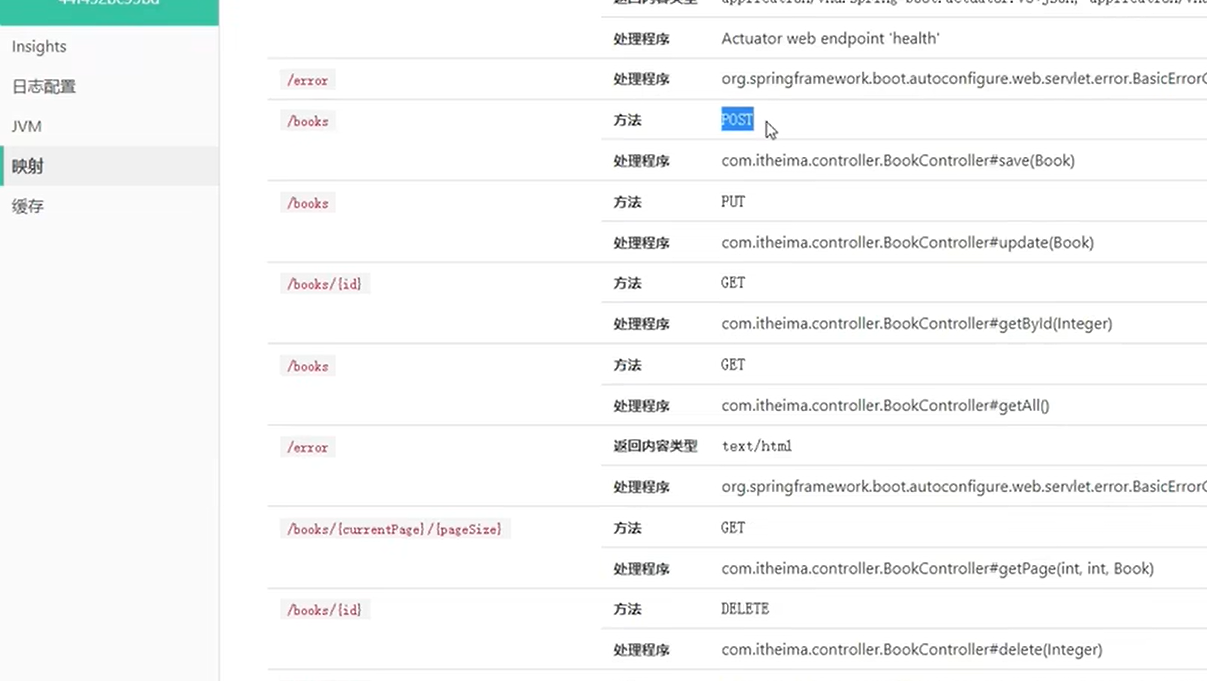 Insights
日志配置
JVM
映射
缓存
处理程序 Actuator web endpoint 'health'
/error 处理程序 org.springframework.boot.autoconfigure.web.servlet.error.BasicError
/books 方法 POST
处理程序 com.itheima.controller.BookController#save(Book)
/books 方法 PUT
处理程序 com.itheima.controller.BookController#update(Book)
/books/{id} 方法 GET
处理程序 com.itheima.controller.BookController#getById(Integer)
/books 方法 GET
处理程序 com.itheima.controller.BookController#getAll()
/error 返回内容类型 text/html
处理程序 org.springframework.boot.autoconfigure.web.servlet.error.BasicError
/books/{currentPage}/{pageSize} 方法 GET
处理程序 com.itheima.controller.BookController#getPage(int, int, Book)
/books/{id} 方法 DELETE
处理程序 com.itheima.controller.BookController#delete(Integer)